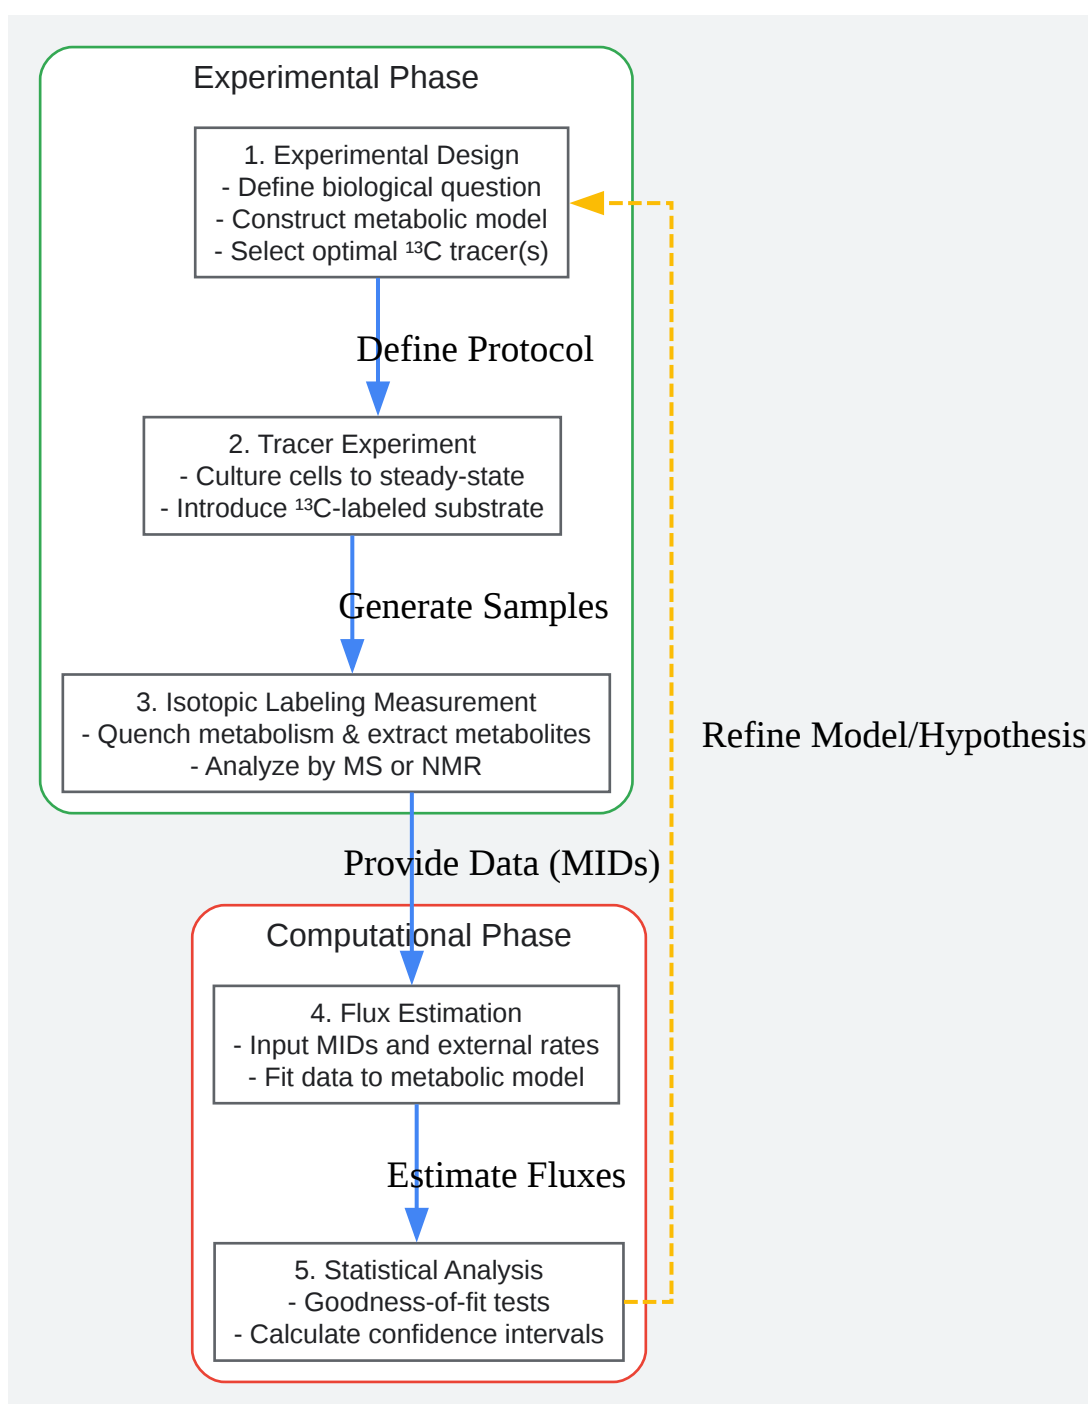 Experimental Phase
1. Experimental Design
- Define biological question
- Construct metabolic model
- Select optimal ¹³C tracer(s)
Define Protocol
2. Tracer Experiment
- Culture cells to steady-state
- Introduce ¹³C-labeled substrate
Generate Samples
3. Isotopic Labeling Measurement
- Quench metabolism & extract metabolites
- Analyze by MS or NMR
Refine Model/Hypothesis
Provide Data (MIDs)
Computational Phase
4. Flux Estimation
- Input MIDs and external rates
- Fit data to metabolic model
Estimate Fluxes
5. Statistical Analysis
- Goodness-of-fit tests
- Calculate confidence intervals